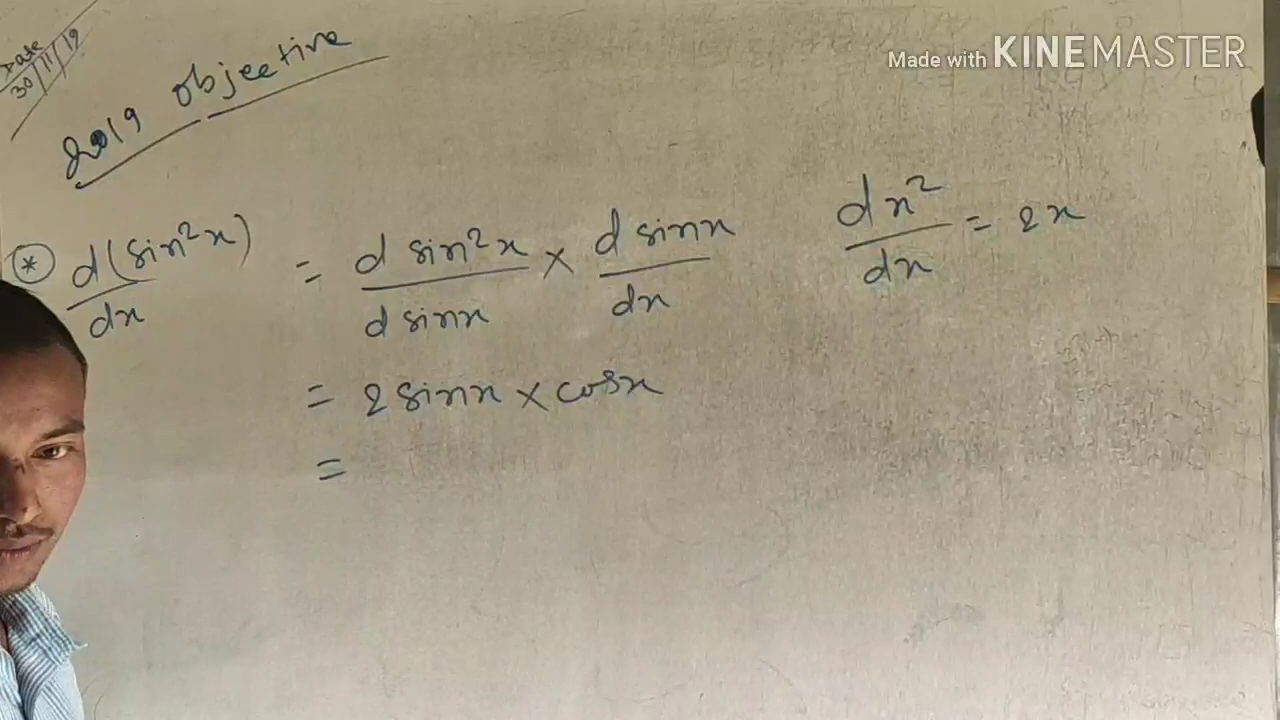 Date
30/11/19
Made with KINEMASTER
2019 objective
* d(sin²x)/dx = d sin²x/d sinx × d sinx/dx
dx²/dx = 2x
= 2 sinx × cosx
=